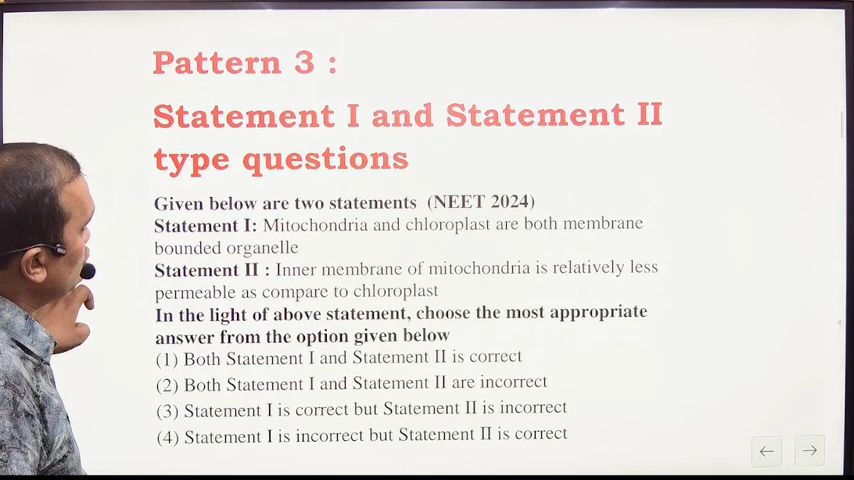 Pattern 3 :
Statement I and Statement II
type questions
Given below are two statements (NEET 2024)
Statement I: Mitochondria and chloroplast are both membrane
bounded organelle
Statement II : Inner membrane of mitochondria is relatively less
permeable as compare to chloroplast
In the light of above statement, choose the most appropriate
answer from the option given below
(1) Both Statement I and Statement II is correct
(2) Both Statement I and Statement II are incorrect
(3) Statement I is correct but Statement II is incorrect
(4) Statement I is incorrect but Statement II is correct